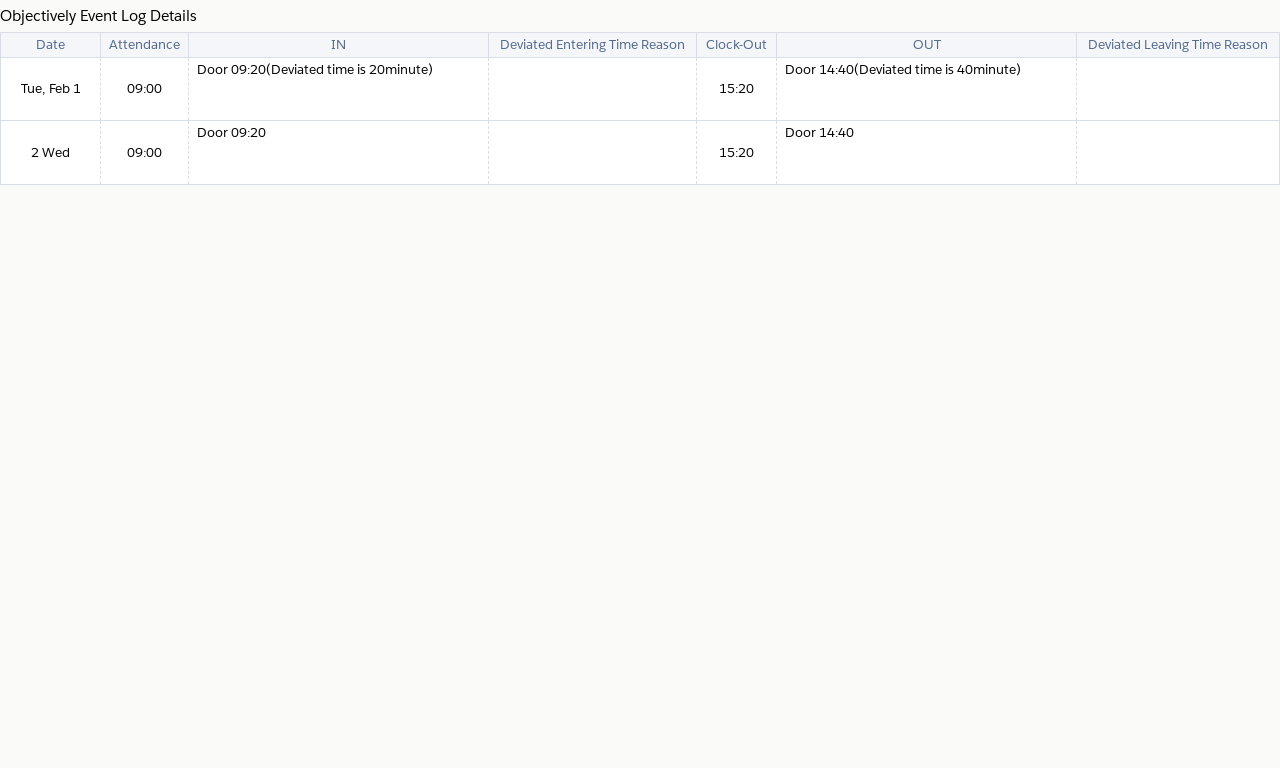 Objectively Event Log Details
Date Attendance IN Deviated Entering Time Reason Clock-Out OUT Deviated Leaving Time Reason
Tue, Feb 1 09:00 Door 09:20(Deviated time is 20minute) 15:20 Door 14:40(Deviated time is 40minute)
2 Wed 09:00 Door 09:20 15:20 Door 14:40